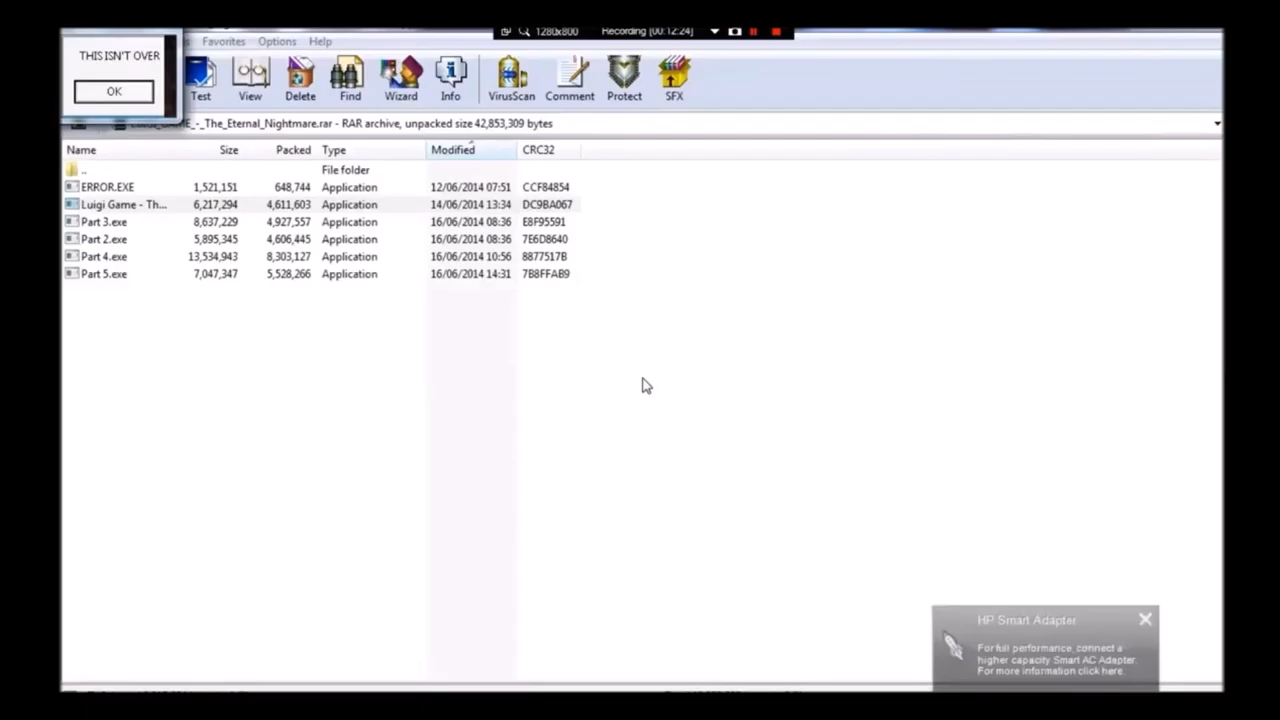 1280x800 Recording [00:12:24]
THIS ISN'T OVER
OK
Favorites Options Help
Test View Delete Find Wizard Info VirusScan Comment Protect SFX
_-_The_Eternal_Nightmare.rar - RAR archive, unpacked size 42,853,309 bytes
Name Size Packed Type Modified CRC32
.. File folder
ERROR.EXE 1,521,151 648,744 Application 12/06/2014 07:51 CCF84854
Luigi Game - Th... 6,217,294 4,611,603 Application 14/06/2014 13:34 DC9BA067
Part 3.exe 8,637,229 4,927,557 Application 16/06/2014 08:36 E8F95591
Part 2.exe 5,895,345 4,606,445 Application 16/06/2014 08:36 7E6D8640
Part 4.exe 13,534,943 8,303,127 Application 16/06/2014 10:56 8877517B
Part 5.exe 7,047,347 5,528,266 Application 16/06/2014 14:31 7B8FFAB9
HP Smart Adapter
For full performance, connect a
higher capacity Smart AC Adapter.
For more information click here.